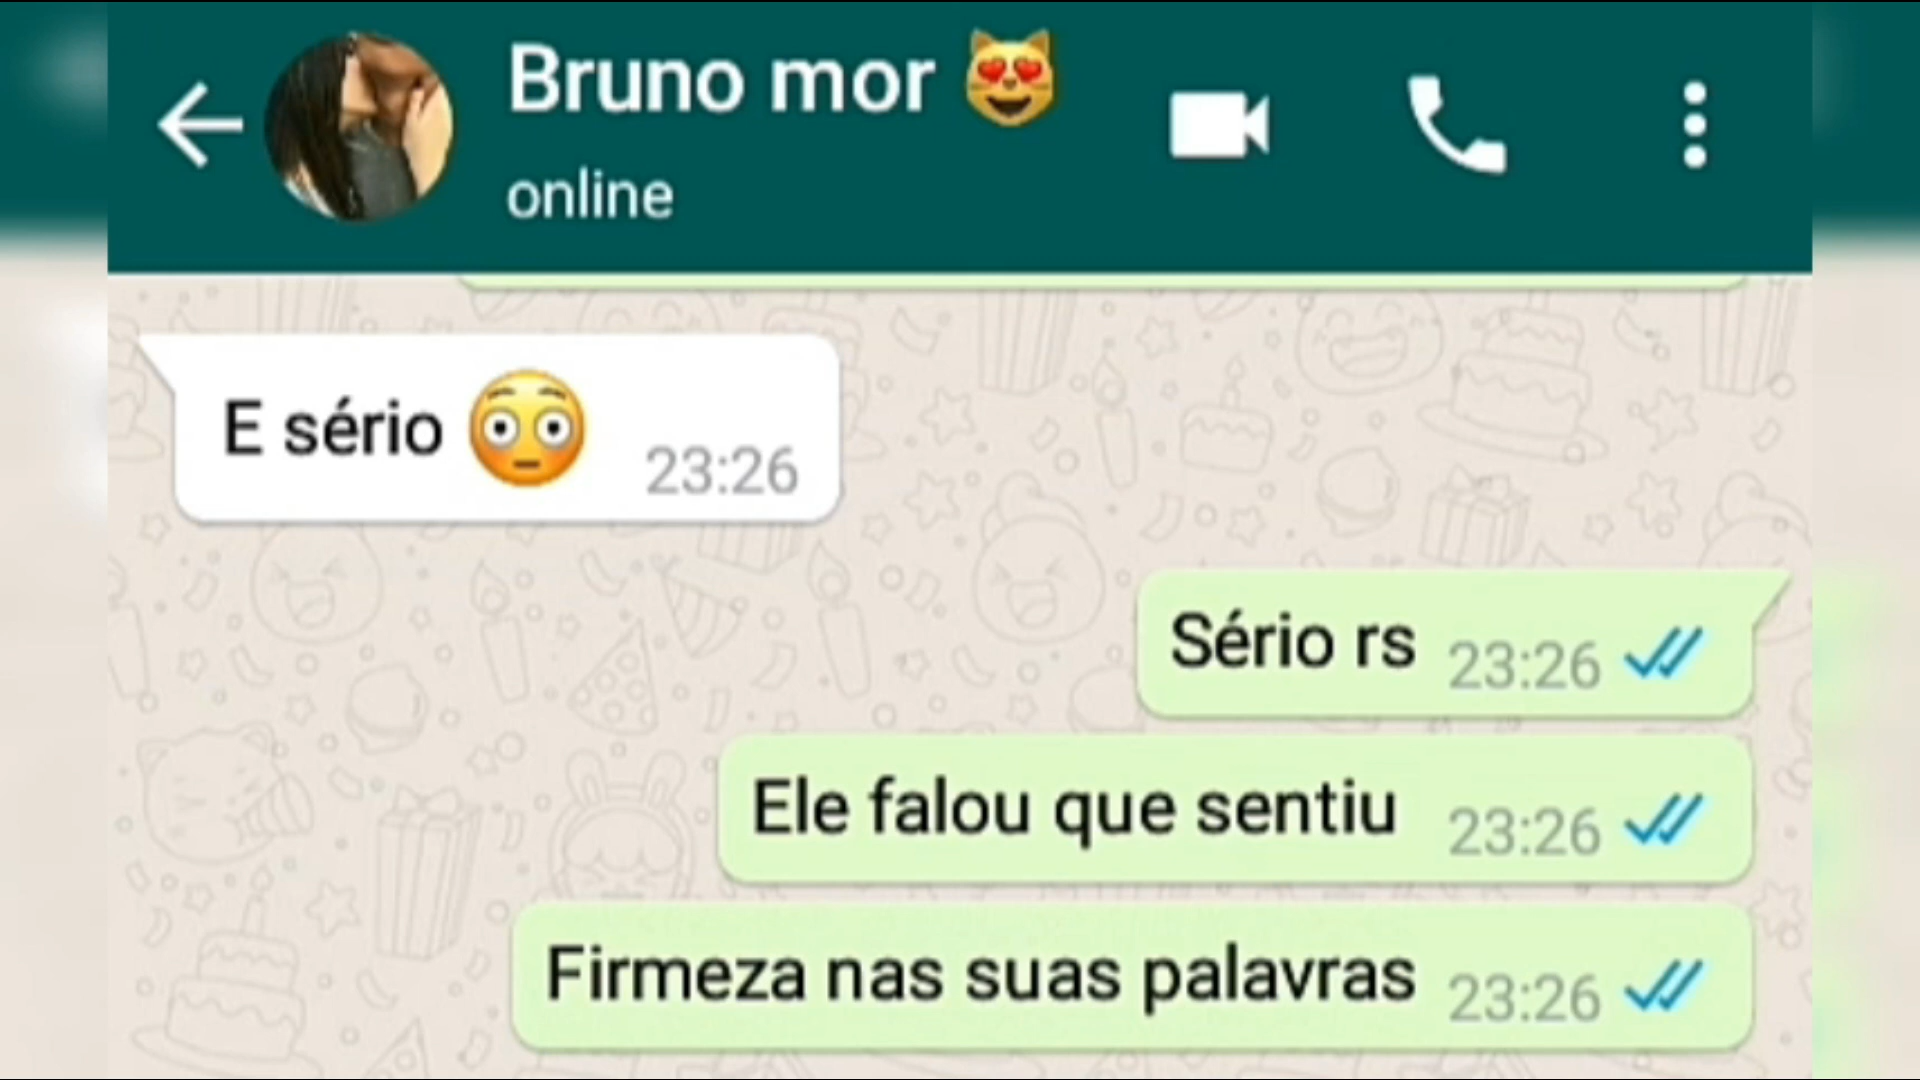 Bruno mor 😻
online
E sério 😳 23:26
Sério rs 23:26
Ele falou que sentiu 23:26
Firmeza nas suas palavras 23:26